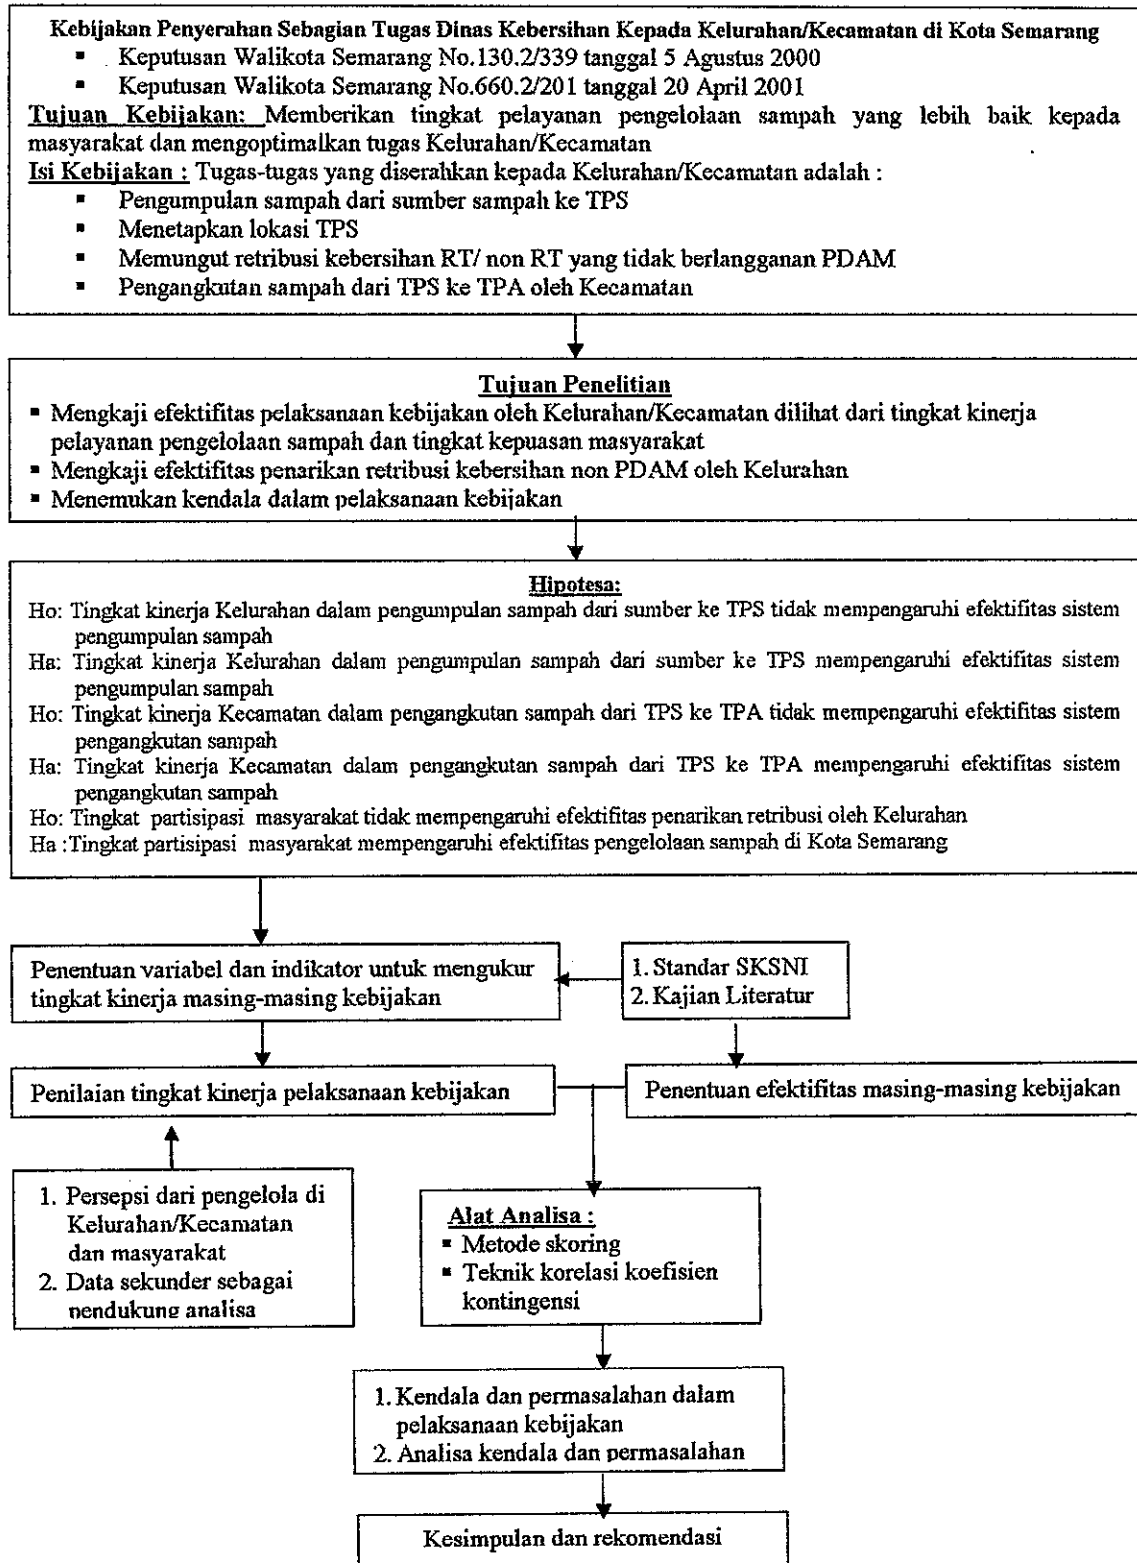 Kebijakan Penyerahan Sebagian Tugas Dinas Kebersihan Kepada Kelurahan/Kecamatan di Kota Semarang
▪ Keputusan Walikota Semarang No.130.2/339 tanggal 5 Agustus 2000
▪ Keputusan Walikota Semarang No.660.2/201 tanggal 20 April 2001
Tujuan Kebijakan: Memberikan tingkat pelayanan pengelolaan sampah yang lebih baik kepada
masyarakat dan mengoptimalkan tugas Kelurahan/Kecamatan
Isi Kebijakan : Tugas-tugas yang diserahkan kepada Kelurahan/Kecamatan adalah :
▪ Pengumpulan sampah dari sumber sampah ke TPS
▪ Menetapkan lokasi TPS
▪ Memungut retribusi kebersihan RT/ non RT yang tidak berlangganan PDAM
▪ Pengangkutan sampah dari TPS ke TPA oleh Kecamatan
Tujuan Penelitian
▪ Mengkaji efektifitas pelaksanaan kebijakan oleh Kelurahan/Kecamatan dilihat dari tingkat kinerja
pelayanan pengelolaan sampah dan tingkat kepuasan masyarakat
▪ Mengkaji efektifitas penarikan retribusi kebersihan non PDAM oleh Kelurahan
▪ Menemukan kendala dalam pelaksanaan kebijakan
Hipotesa:
Ho: Tingkat kinerja Kelurahan dalam pengumpulan sampah dari sumber ke TPS tidak mempengaruhi efektifitas sistem
pengumpulan sampah
Ha: Tingkat kinerja Kelurahan dalam pengumpulan sampah dari sumber ke TPS mempengaruhi efektifitas sistem
pengumpulan sampah
Ho: Tingkat kinerja Kecamatan dalam pengangkutan sampah dari TPS ke TPA tidak mempengaruhi efektifitas sistem
pengangkutan sampah
Ha: Tingkat kinerja Kecamatan dalam pengangkutan sampah dari TPS ke TPA mempengaruhi efektifitas sistem
pengangkutan sampah
Ho: Tingkat partisipasi masyarakat tidak mempengaruhi efektifitas penarikan retribusi oleh Kelurahan
Ha :Tingkat partisipasi masyarakat mempengaruhi efektifitas pengelolaan sampah di Kota Semarang
Penentuan variabel dan indikator untuk mengukur
tingkat kinerja masing-masing kebijakan
1. Standar SKSNI
2. Kajian Literatur
Penilaian tingkat kinerja pelaksanaan kebijakan
Penentuan efektifitas masing-masing kebijakan
1. Persepsi dari pengelola di
Kelurahan/Kecamatan
dan masyarakat
2. Data sekunder sebagai
pendukung analisa
Alat Analisa :
▪ Metode skoring
▪ Teknik korelasi koefisien
kontingensi
1. Kendala dan permasalahan dalam
pelaksanaan kebijakan
2. Analisa kendala dan permasalahan
Kesimpulan dan rekomendasi